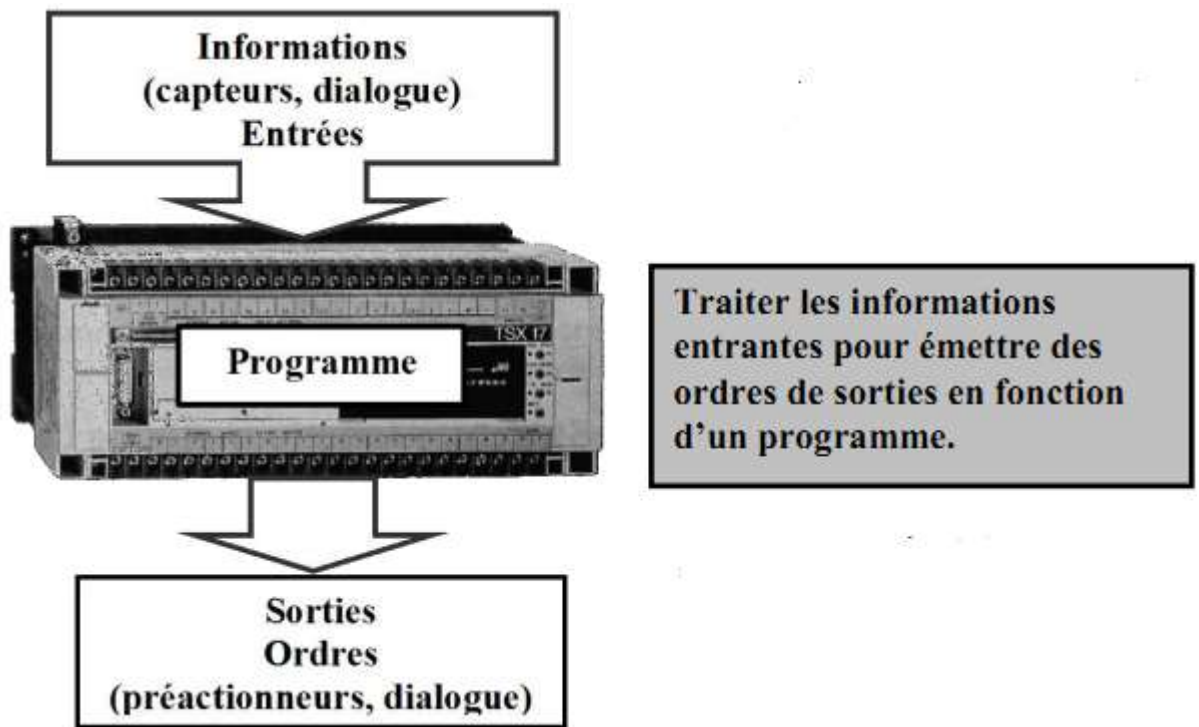 Informations
(capteurs, dialogue)
Entrées
TSX 17
Programme
Traiter les informations
entrantes pour émettre des
ordres de sorties en fonction
d’un programme.
Sorties
Ordres
(préactionneurs, dialogue)